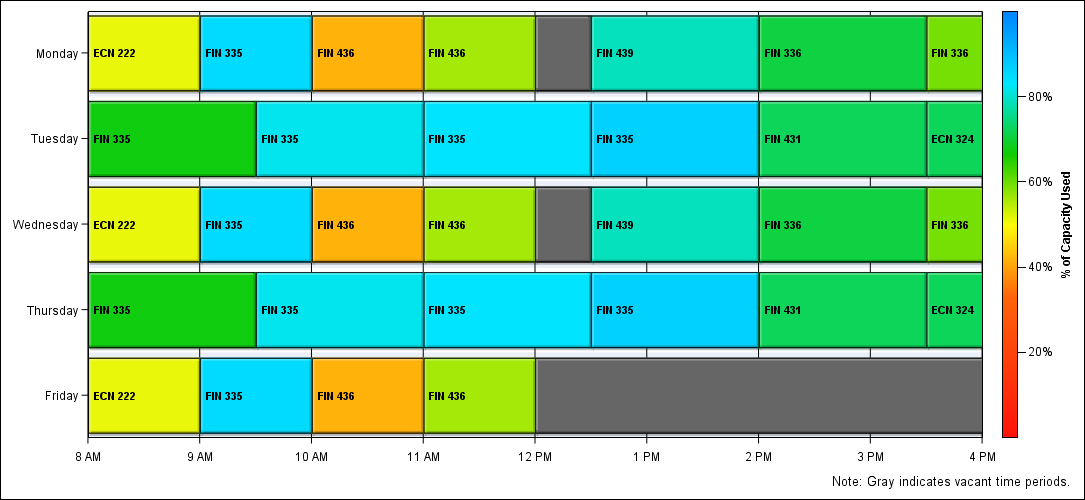 Monday ECN 222 FIN 335 FIN 436 FIN 436 FIN 439 FIN 336 FIN 336
Tuesday FIN 335 FIN 335 FIN 335 FIN 335 FIN 431 ECN 324
Wednesday ECN 222 FIN 335 FIN 436 FIN 436 FIN 439 FIN 336 FIN 336
Thursday FIN 335 FIN 335 FIN 335 FIN 335 FIN 431 ECN 324
Friday ECN 222 FIN 335 FIN 436 FIN 436
8 AM 9 AM 10 AM 11 AM 12 PM 1 PM 2 PM 3 PM 4 PM
80%
60%
40%
20%
% of Capacity Used
Note: Gray indicates vacant time periods.